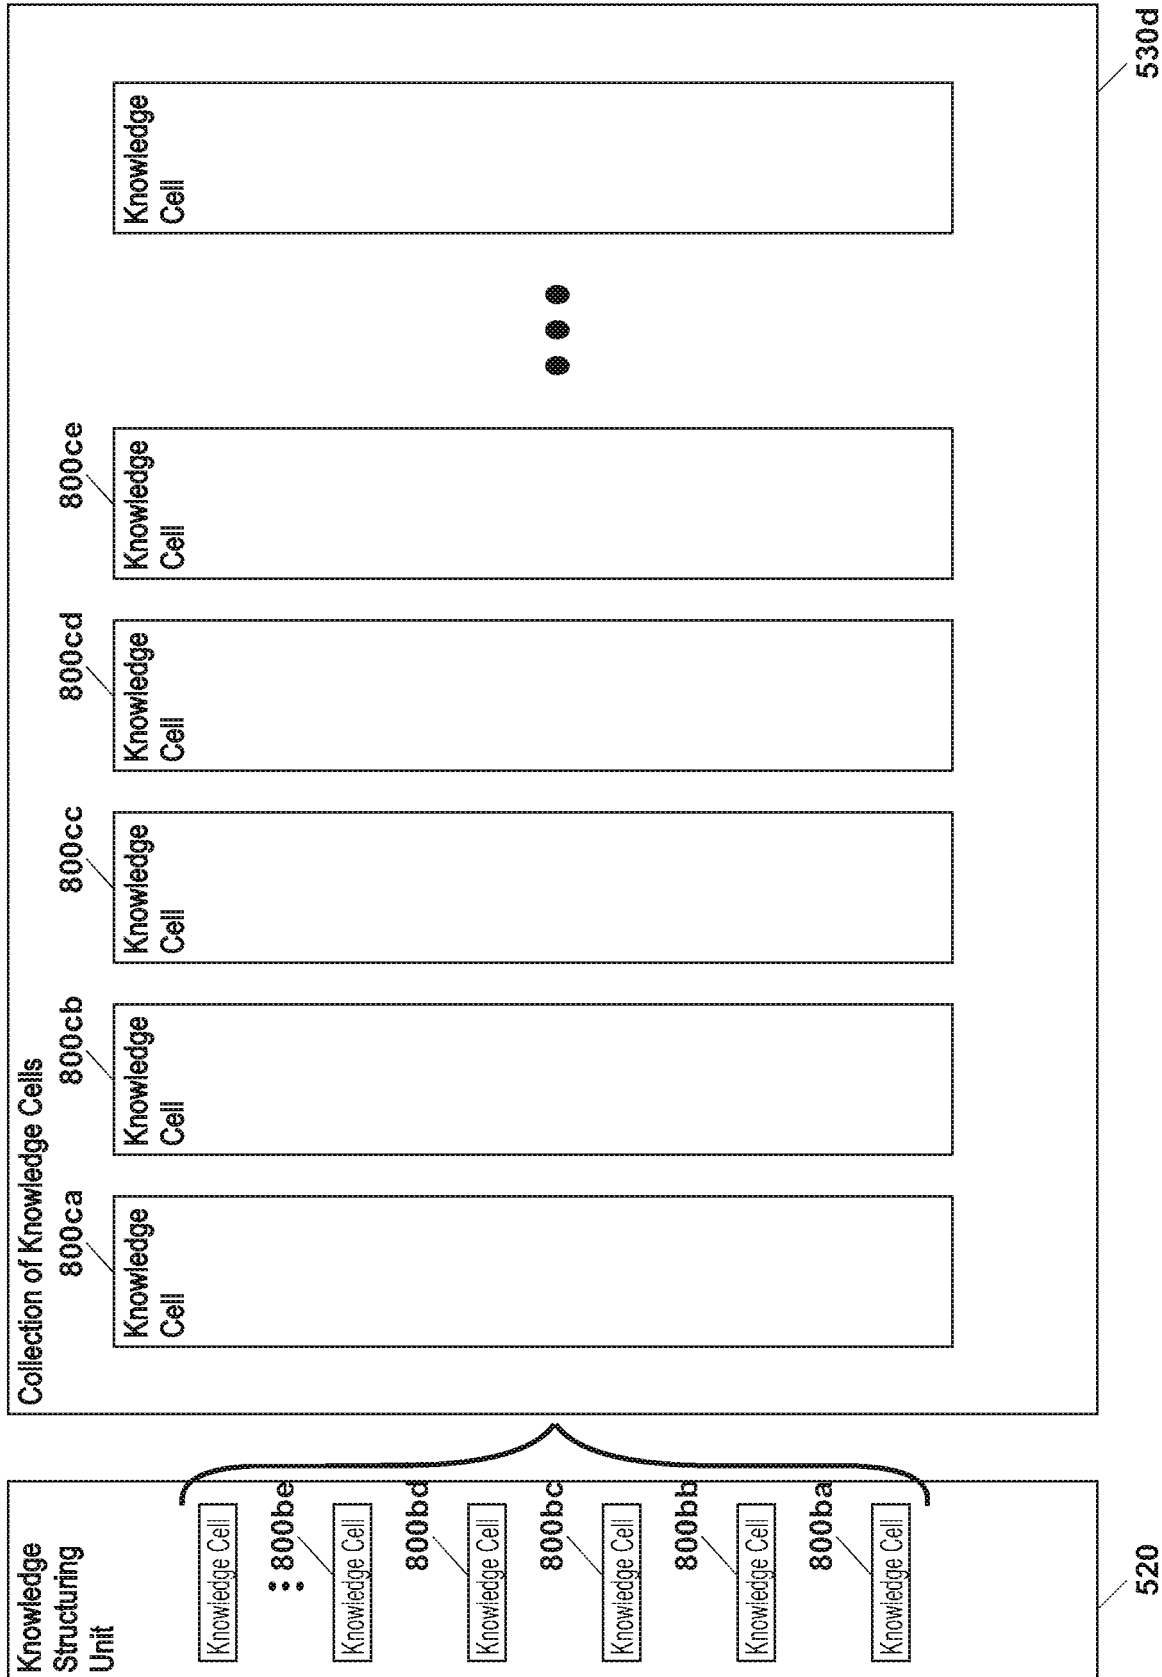 Knowledge
Structuring
Unit
Knowledge Cell
800be
Knowledge Cell
800bd
Knowledge Cell
800bc
Knowledge Cell
800bb
Knowledge Cell
800ba
Knowledge Cell
520
Collection of Knowledge Cells
800ca
Knowledge
Cell
800cb
Knowledge
Cell
800cc
Knowledge
Cell
800cd
Knowledge
Cell
800ce
Knowledge
Cell
Knowledge
Cell
530d